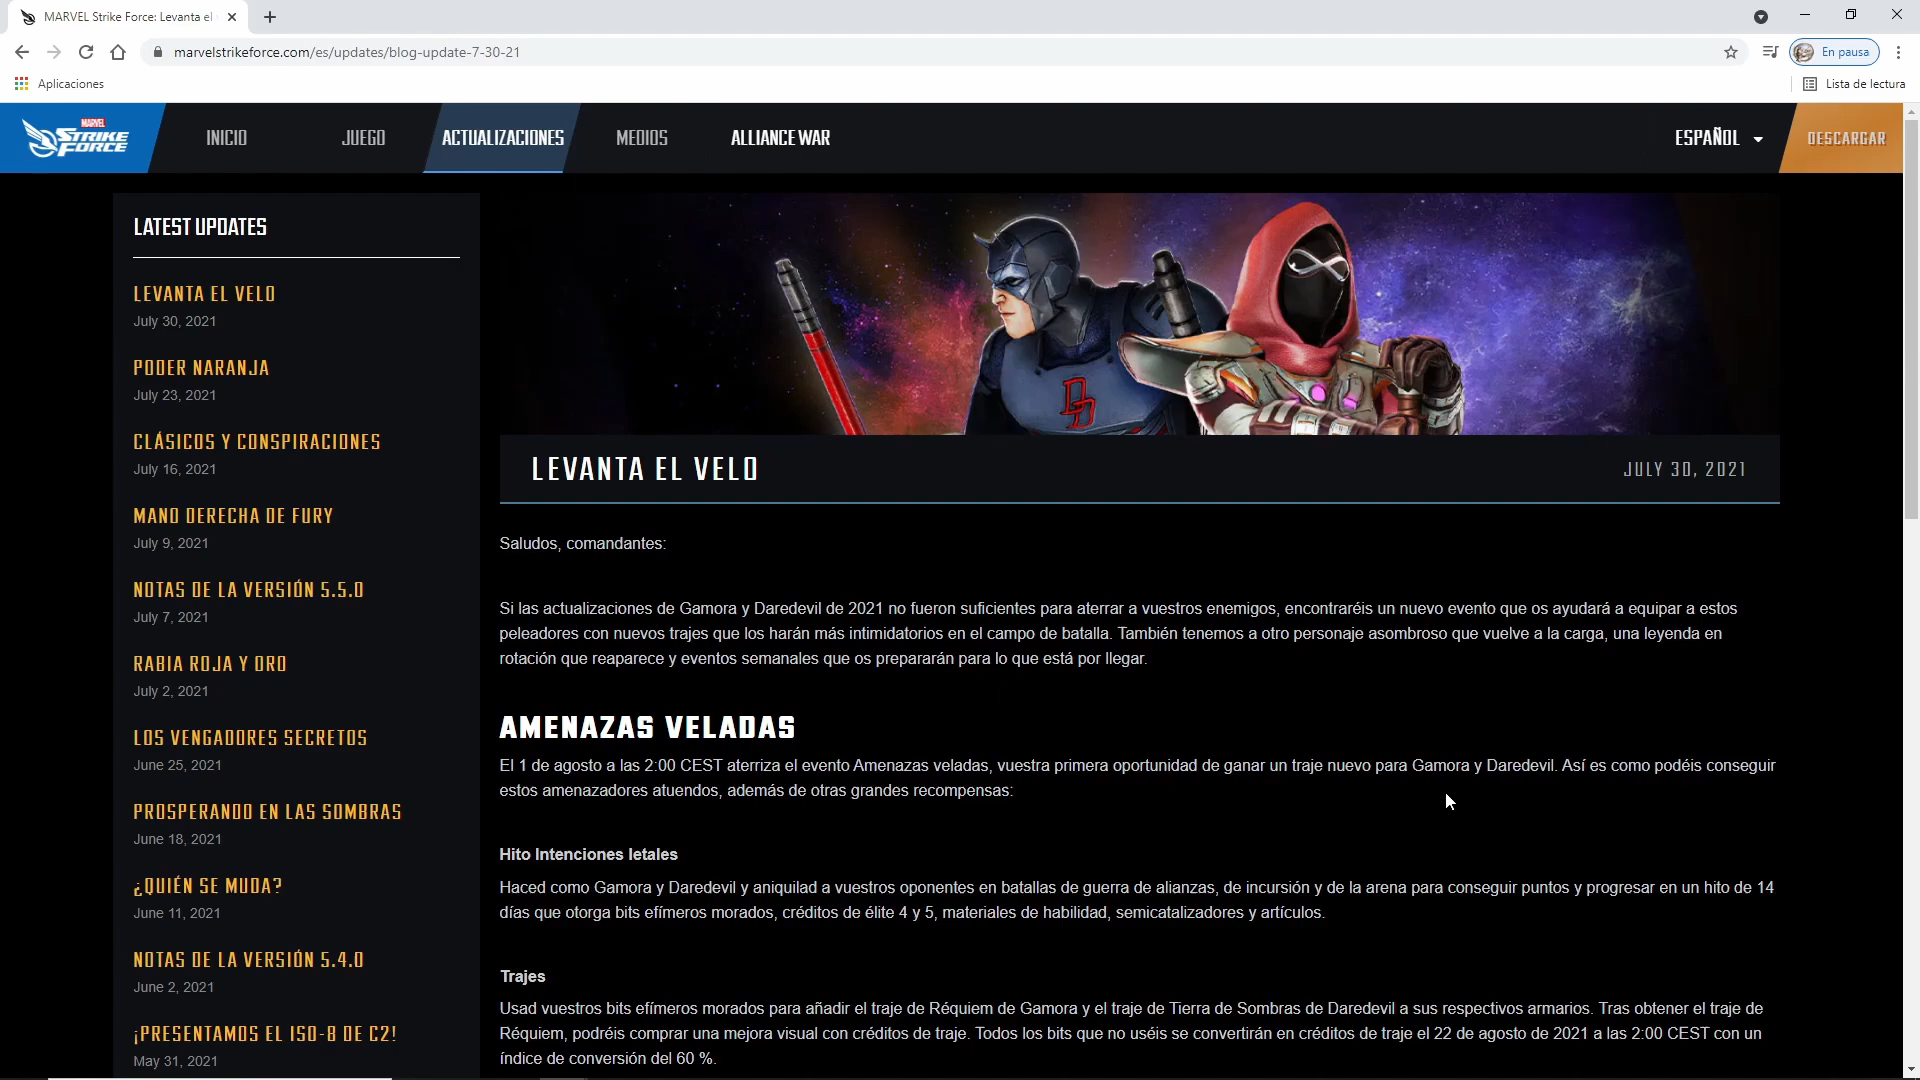 MARVEL Strike Force: Levanta el
marvelstrikeforce.com/es/updates/blog-update-7-30-21
En pausa
Aplicaciones
Lista de lectura
MARVEL
STRIKE
FORCE
INICIO
JUEGO
ACTUALIZACIONES
MEDIOS
ALLIANCE WAR
ESPAÑOL
DESCARGAR
LATEST UPDATES
LEVANTA EL VELO
July 30, 2021
PODER NARANJA
July 23, 2021
CLÁSICOS Y CONSPIRACIONES
July 16, 2021
MANO DERECHA DE FURY
July 9, 2021
NOTAS DE LA VERSIÓN 5.5.0
July 7, 2021
RABIA ROJA Y ORO
July 2, 2021
LOS VENGADORES SECRETOS
June 25, 2021
PROSPERANDO EN LAS SOMBRAS
June 18, 2021
¿QUIÉN SE MUDA?
June 11, 2021
NOTAS DE LA VERSIÓN 5.4.0
June 2, 2021
¡PRESENTAMOS EL ISO-8 DE C2!
May 31, 2021
DD
LEVANTA EL VELO
JULY 30, 2021
Saludos, comandantes:
Si las actualizaciones de Gamora y Daredevil de 2021 no fueron suficientes para aterrar a vuestros enemigos, encontraréis un nuevo evento que os ayudará a equipar a estos
peleadores con nuevos trajes que los harán más intimidatorios en el campo de batalla. También tenemos a otro personaje asombroso que vuelve a la carga, una leyenda en
rotación que reaparece y eventos semanales que os prepararán para lo que está por llegar.
AMENAZAS VELADAS
El 1 de agosto a las 2:00 CEST aterriza el evento Amenazas veladas, vuestra primera oportunidad de ganar un traje nuevo para Gamora y Daredevil. Así es como podéis conseguir
estos amenazadores atuendos, además de otras grandes recompensas:
Hito Intenciones letales
Haced como Gamora y Daredevil y aniquilad a vuestros oponentes en batallas de guerra de alianzas, de incursión y de la arena para conseguir puntos y progresar en un hito de 14
días que otorga bits efímeros morados, créditos de élite 4 y 5, materiales de habilidad, semicatalizadores y artículos.
Trajes
Usad vuestros bits efímeros morados para añadir el traje de Réquiem de Gamora y el traje de Tierra de Sombras de Daredevil a sus respectivos armarios. Tras obtener el traje de
Réquiem, podréis comprar una mejora visual con créditos de traje. Todos los bits que no uséis se convertirán en créditos de traje el 22 de agosto de 2021 a las 2:00 CEST con un
índice de conversión del 60 %.